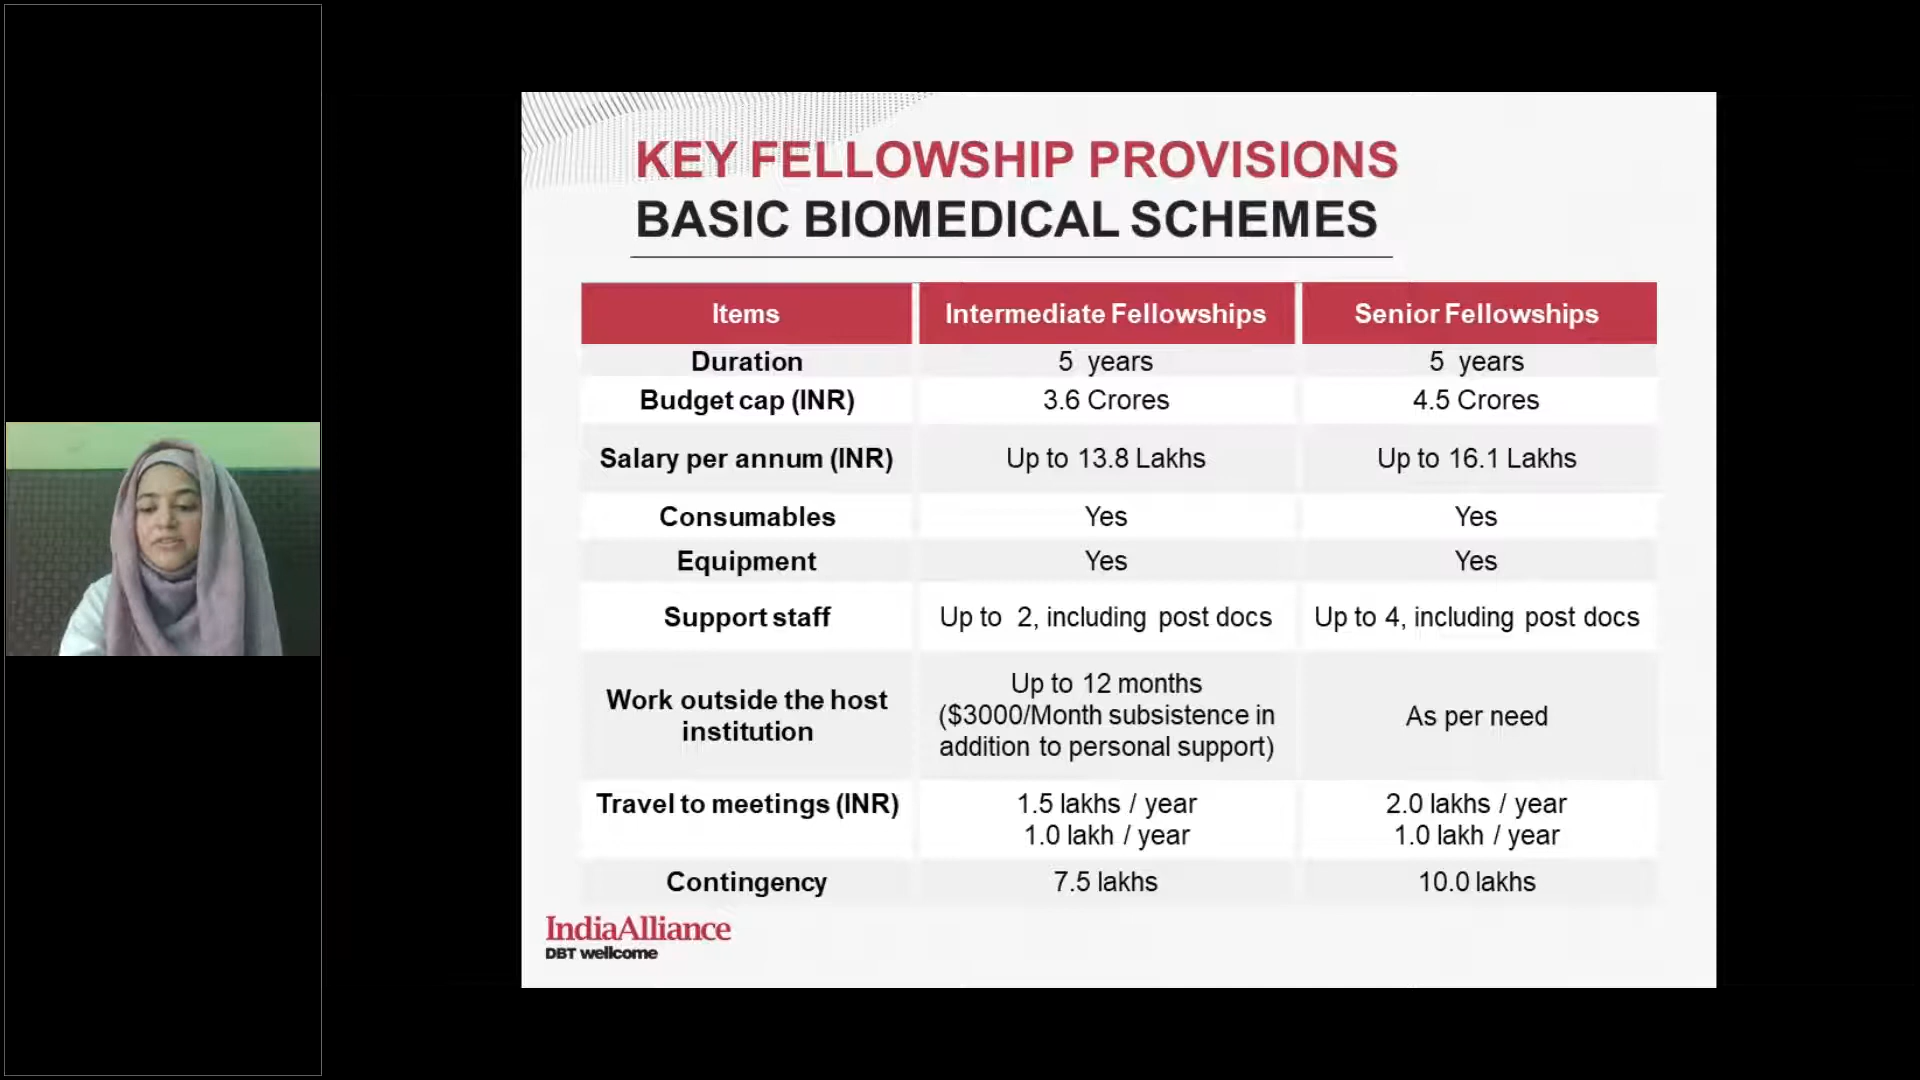 KEY FELLOWSHIP PROVISIONS
BASIC BIOMEDICAL SCHEMES
Items Intermediate Fellowships Senior Fellowships
Duration 5 years 5 years
Budget cap (INR) 3.6 Crores 4.5 Crores
Salary per annum (INR) Up to 13.8 Lakhs Up to 16.1 Lakhs
Consumables Yes Yes
Equipment Yes Yes
Support staff Up to 2, including post docs Up to 4, including post docs
Work outside the host
institution
Up to 12 months
($3000/Month subsistence in
addition to personal support)
As per need
Travel to meetings (INR) 1.5 lakhs / year 2.0 lakhs / year
1.0 lakh / year 1.0 lakh / year
Contingency 7.5 lakhs 10.0 lakhs
IndiaAlliance
DBT wellcome